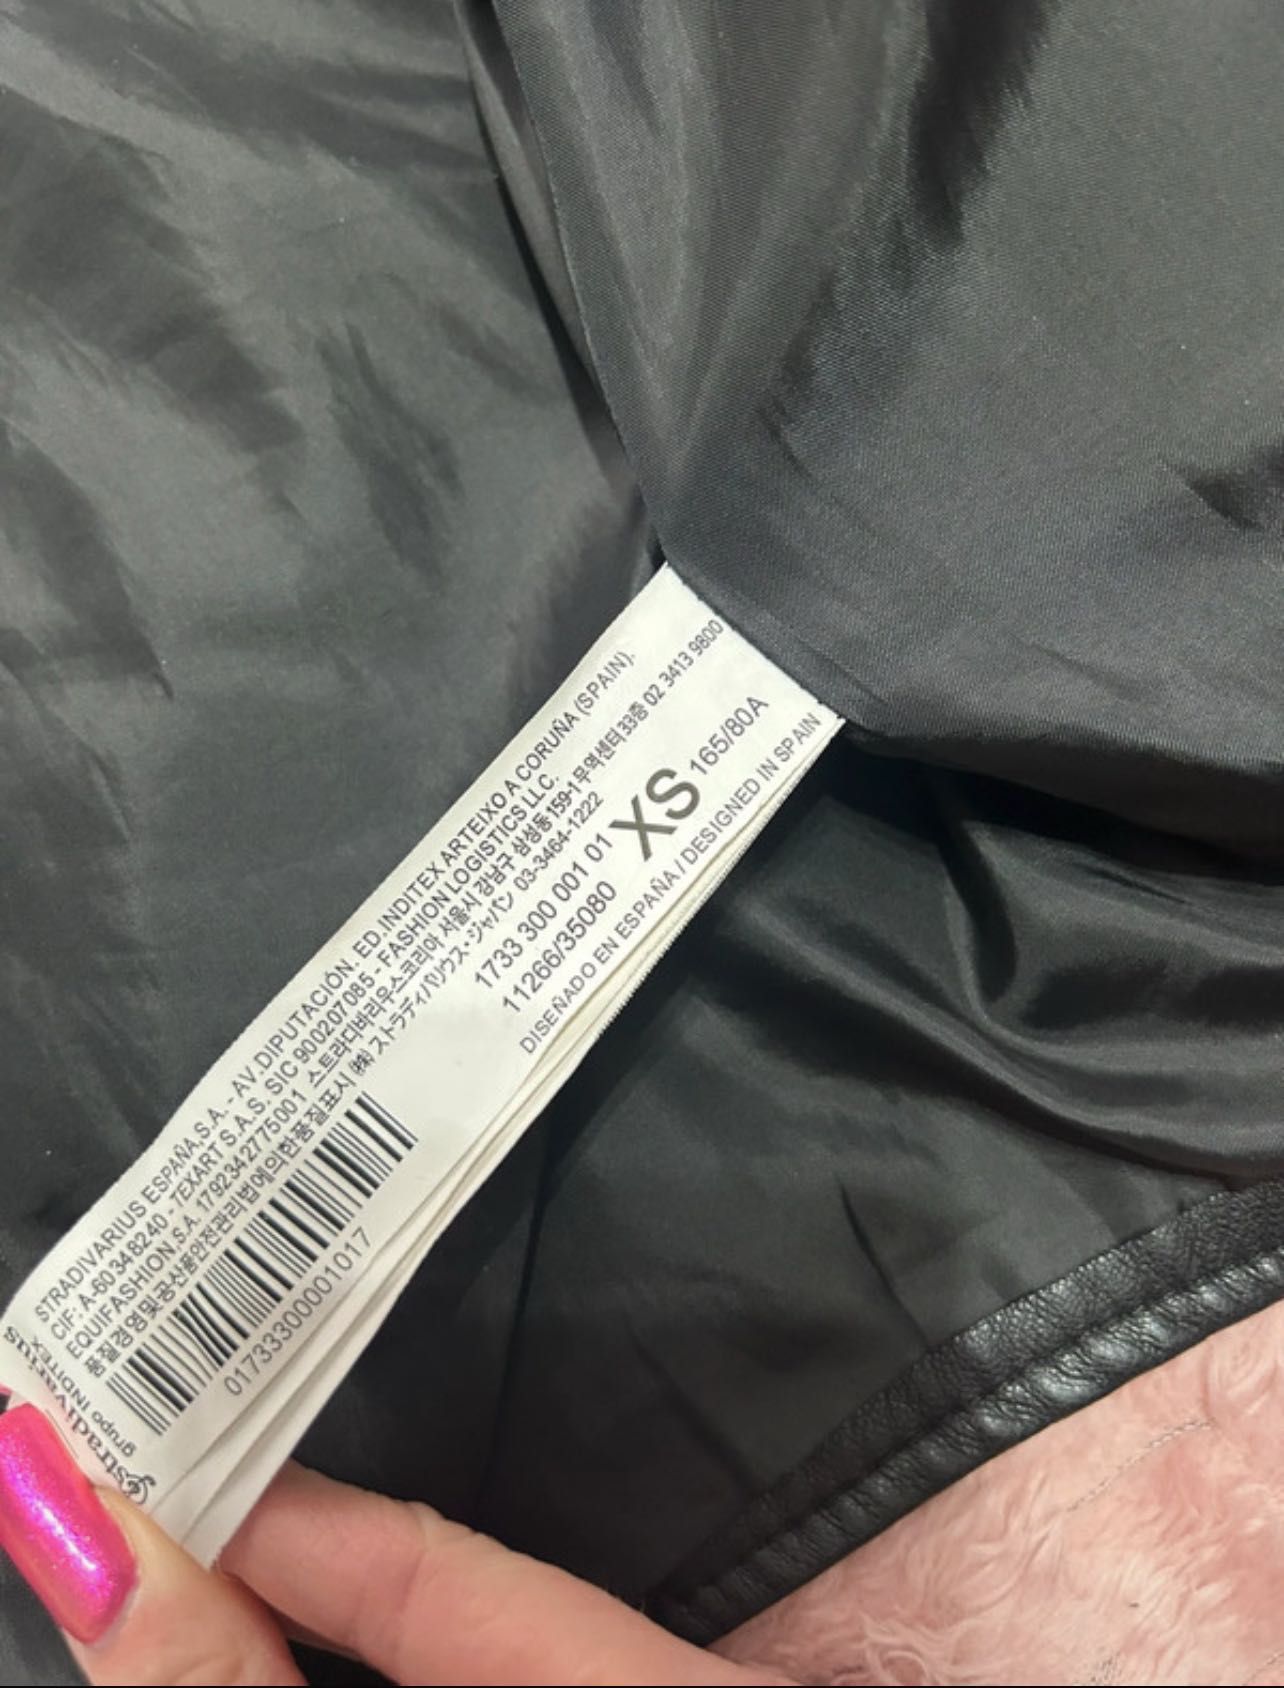 STRADIVARIUS ESPAÑA, S.A. - AV. DIPUTACIÓN. ED. INDITEX ARTEIXO A CORUÑA (SPAIN).
CIF: A-60348240 - TEXART S.A.S. SIC 900207085 - FASHION LOGISTICS LLC.
EQUIFASHION, S.A. 1792342775001 스트라디바리우스코리아 서울시 강남구 삼성동 159-1 무역센터 33층 02 3413 9800
품질경영및공산품안전관리법에의한품질표시 (株) ストラディバリウス・ジャパン 03-3464-1222
1733 300 001 01
11266/35080
XS
165/80A
DISEÑADO EN ESPAÑA / DESIGNED IN SPAIN
01733300001017
stradivarius
grupo INDITEX